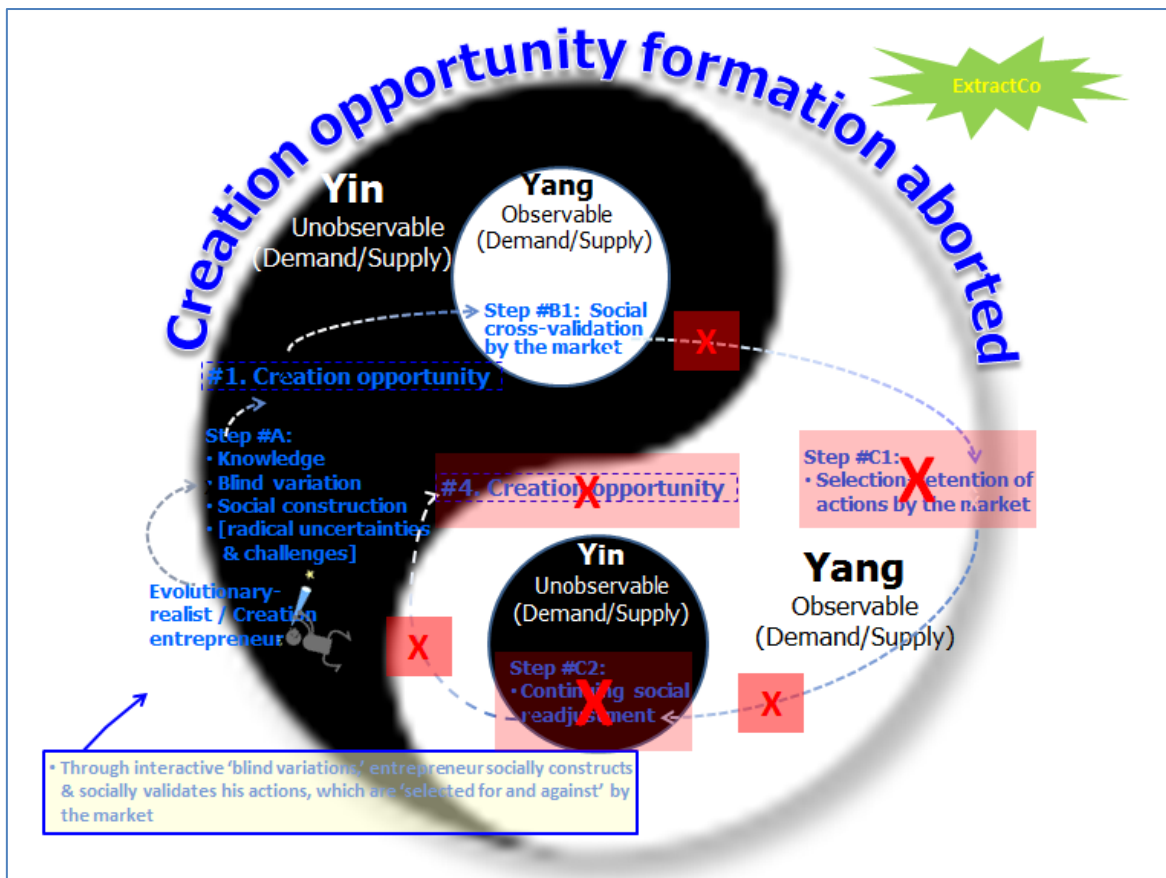 Creation opportunity formation aborted
ExtractCo
Yin
Unobservable
(Demand/Supply)
Yang
Observable
(Demand/Supply)
Step #B1: Social
cross-validation
by the market
X
#1. Creation opportunity
Step #A:
• Knowledge
• Blind variation
• Social construction
• [radical uncertainties
& challenges]
Evolutionary-
realist / Creation
entrepreneur
#4. Creation opportunity
X
Step #C1:
• Selection-retention of
actions by the market
X
Yin
Unobservable
(Demand/Supply)
Step #C2:
• Continuing social
readjustment
X
Yang
Observable
(Demand/Supply)
X
X
• Through interactive ‘blind variations,’ entrepreneur socially constructs
& socially validates his actions, which are ‘selected for and against’ by
the market